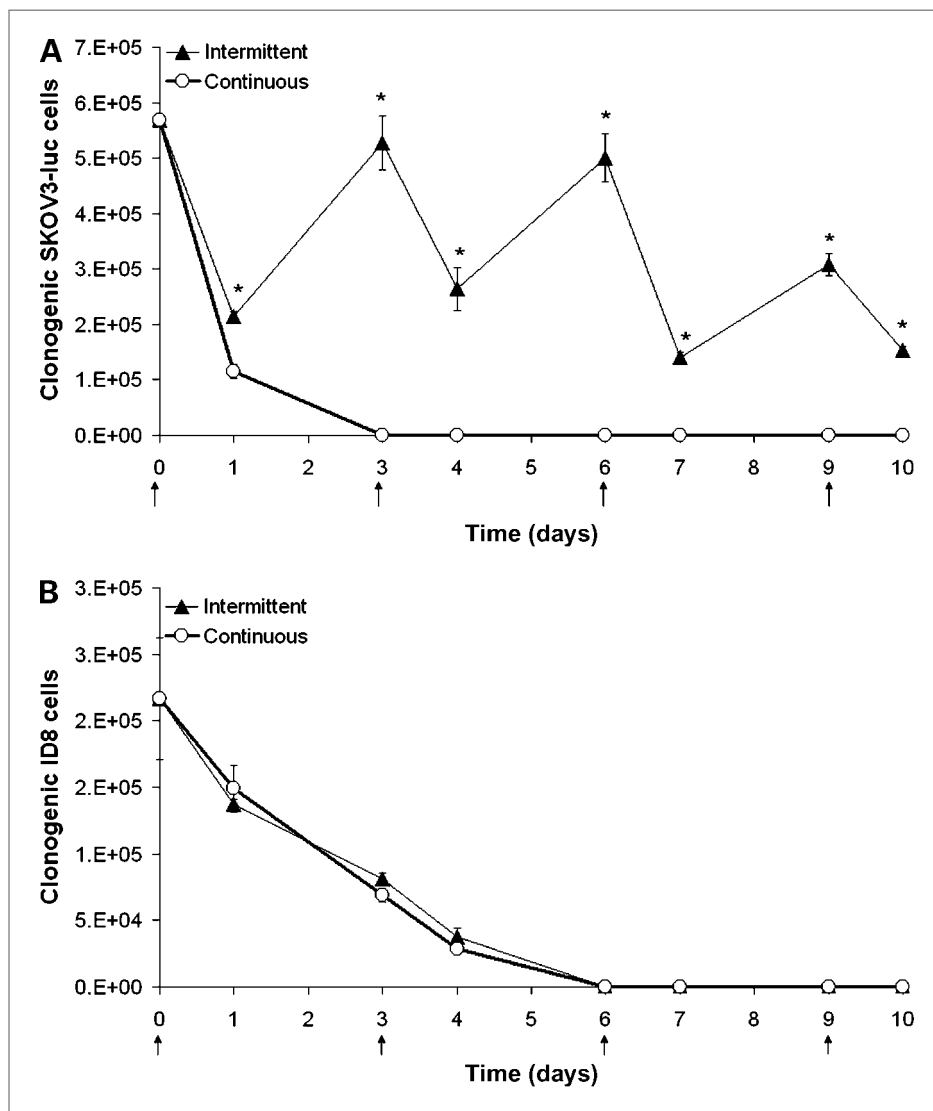 A
Clonogenic SKOV3-luc cells
7.E+05
6.E+05
5.E+05
4.E+05
3.E+05
2.E+05
1.E+05
0.E+00
Intermittent
Continuous
* * * * * * *
0 1 2 3 4 5 6 7 8 9 10
Time (days)
B
Clonogenic ID8 cells
3.E+05
3.E+05
2.E+05
2.E+05
1.E+05
5.E+04
0.E+00
Intermittent
Continuous
0 1 2 3 4 5 6 7 8 9 10
Time (days)